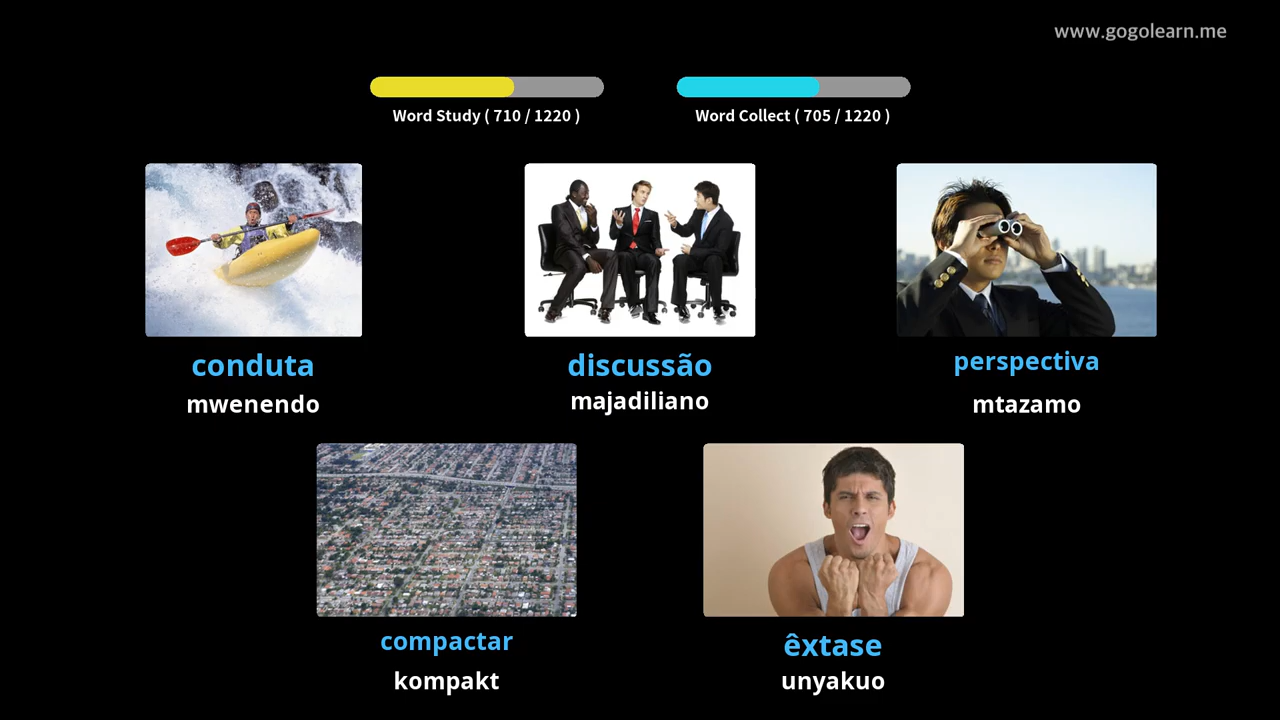 www.gogolearn.me
Word Study ( 710 / 1220 )
Word Collect ( 705 / 1220 )
conduta
mwenendo
discussão
majadiliano
perspectiva
mtazamo
compactar
kompakt
êxtase
unyakuo